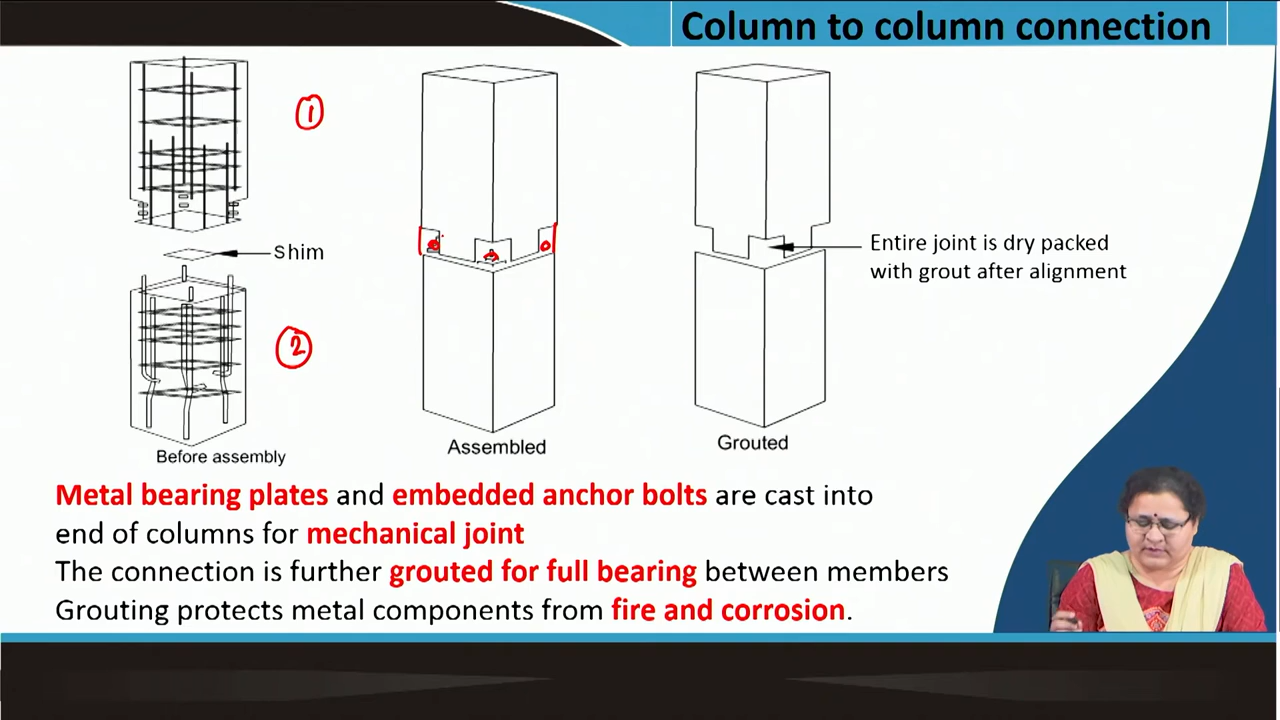 Column to column connection
①
Shim
②
Before assembly
Assembled
Grouted
Entire joint is dry packed
with grout after alignment
Metal bearing plates and embedded anchor bolts are cast into
end of columns for mechanical joint
The connection is further grouted for full bearing between members
Grouting protects metal components from fire and corrosion.